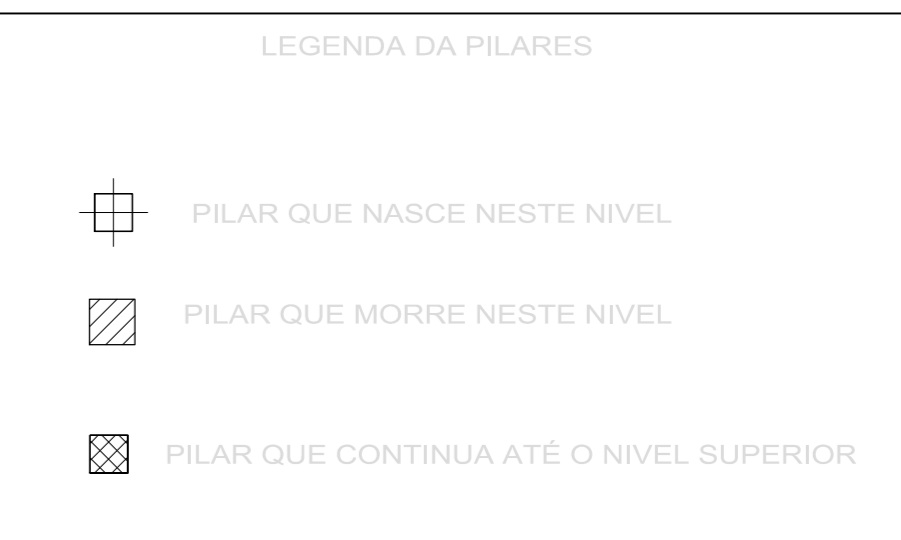 LEGENDA DA PILARES
PILAR QUE NASCE NESTE NIVEL
PILAR QUE MORRE NESTE NIVEL
PILAR QUE CONTINUA ATÉ O NIVEL SUPERIOR